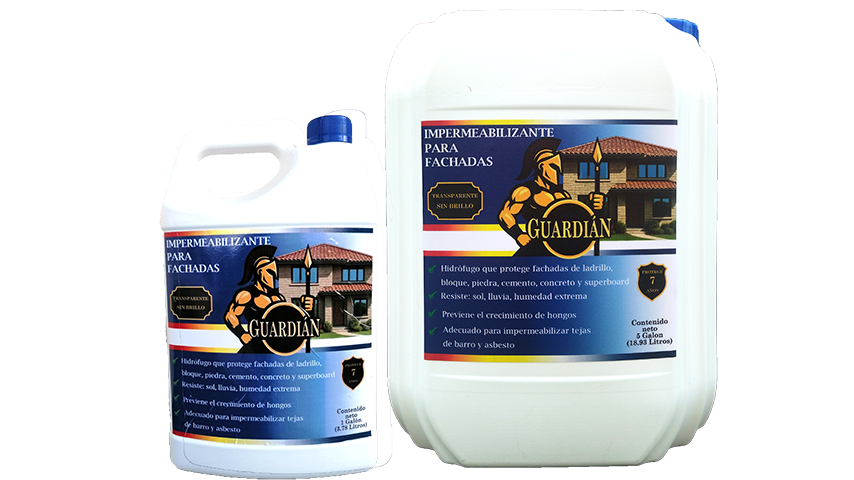 IMPERMEABILIZANTE
PARA
FACHADAS
TRANSPARENTE
SIN BRILLO
GUARDIÁN
Hidrófugo que protege fachadas de ladrillo,
bloque, piedra, cemento, concreto y superboard
Resiste: sol, lluvia, humedad extrema
Previene el crecimiento de hongos
Adecuado para impermeabilizar tejas
de barro y asbesto
PROTEGE
7
AÑOS
Contenido
neto
1 Galón
(3.78 Litros)
IMPERMEABILIZANTE
PARA
FACHADAS
TRANSPARENTE
SIN BRILLO
GUARDIÁN
Hidrófugo que protege fachadas de ladrillo,
bloque, piedra, cemento, concreto y superboard
Resiste: sol, lluvia, humedad extrema
Previene el crecimiento de hongos
Adecuado para impermeabilizar tejas
de barro y asbesto
PROTEGE
7
AÑOS
Contenido
neto
5 Galon
(18.93 Litros)